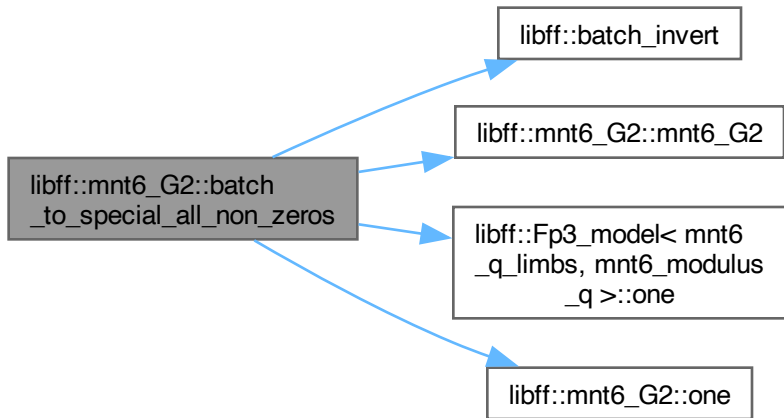 libff::batch_invert
libff::mnt6_G2::mnt6_G2
libff::mnt6_G2::batch
_to_special_all_non_zeros
libff::Fp3_model< mnt6
_q_limbs, mnt6_modulus
_q >::one
libff::mnt6_G2::one